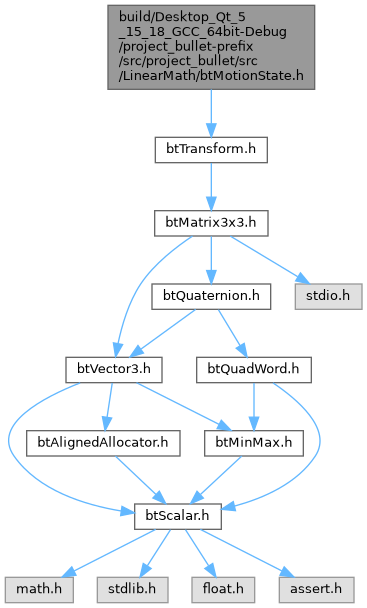 build/Desktop_Qt_5
_15_18_GCC_64bit-Debug
/project_bullet-prefix
/src/project_bullet/src
/LinearMath/btMotionState.h
btTransform.h
btMatrix3x3.h
btQuaternion.h
stdio.h
btVector3.h
btQuadWord.h
btAlignedAllocator.h
btMinMax.h
btScalar.h
math.h
stdlib.h
float.h
assert.h